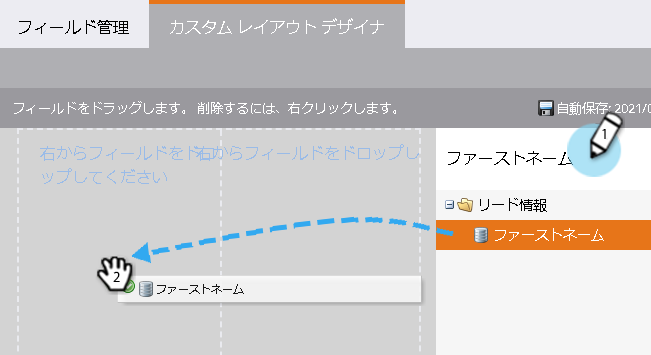 フィールド管理
カスタム レイアウト デザイナ
フィールドをドラッグします。 削除するには、右クリックします。
自動保存: 2021/0
右からフィールドをドロ
ップしてください
右からフィールドをドロップし
ファーストネーム
1
リード情報
ファーストネーム
2
ファーストネーム